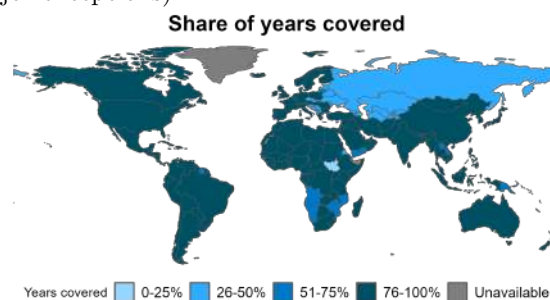 Share of years covered
Years covered 0-25% 26-50% 51-75% 76-100% Unavailable